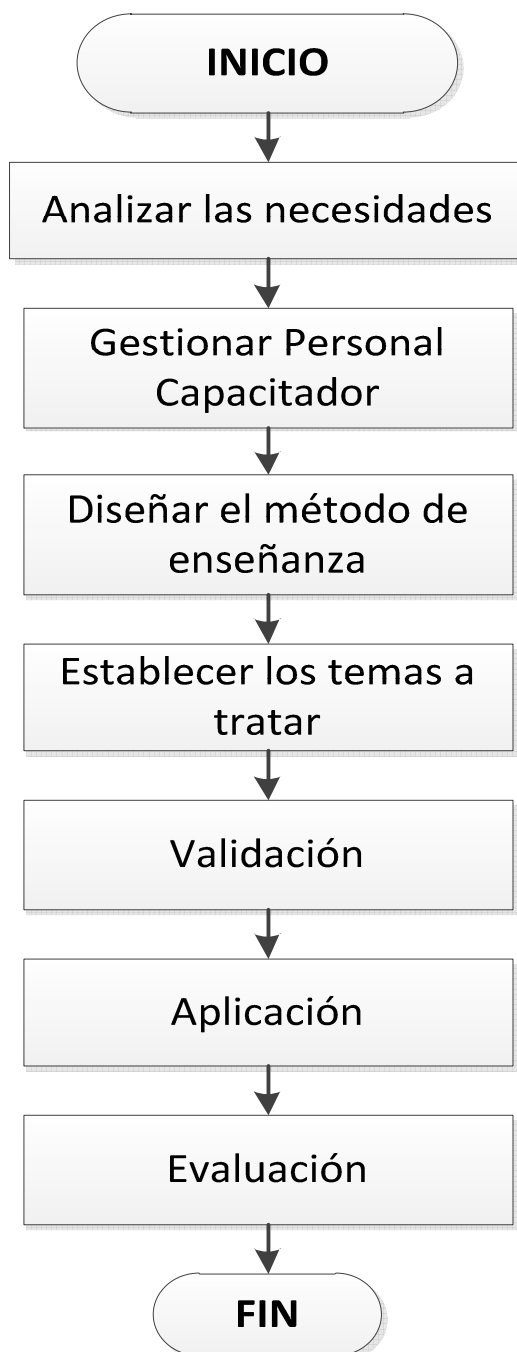 INICIO
Analizar las necesidades
Gestionar Personal
Capacitador
Diseñar el método de
enseñanza
Establecer los temas a
tratar
Validación
Aplicación
Evaluación
FIN